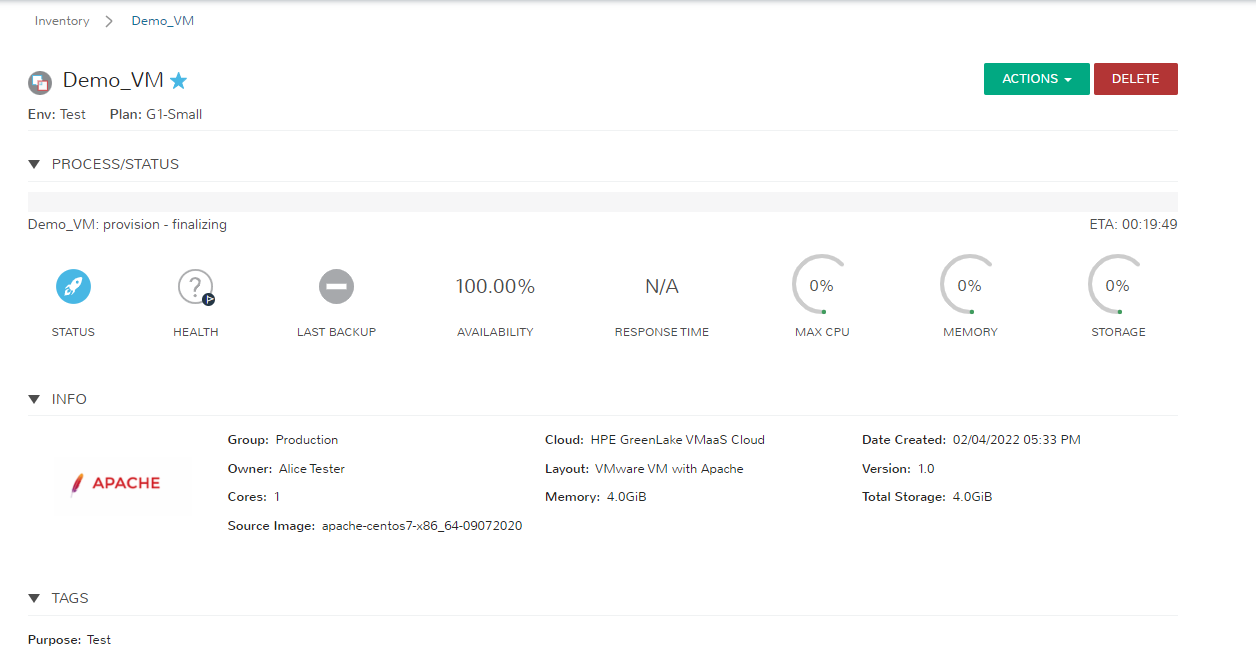 Inventory > Demo_VM
Demo_VM
ACTIONS
DELETE
Env: Test Plan: G1-Small
PROCESS/STATUS
Demo_VM: provision - finalizing ETA: 00:19:49
? 100.00% N/A 0% 0% 0%
STATUS HEALTH LAST BACKUP AVAILABILITY RESPONSE TIME MAX CPU MEMORY STORAGE
INFO
APACHE
Group: Production Cloud: HPE GreenLake VMaaS Cloud Date Created: 02/04/2022 05:33 PM
Owner: Alice Tester Layout: VMware VM with Apache Version: 1.0
Cores: 1 Memory: 4.0GiB Total Storage: 4.0GiB
Source Image: apache-centos7-x86_64-09072020
TAGS
Purpose: Test